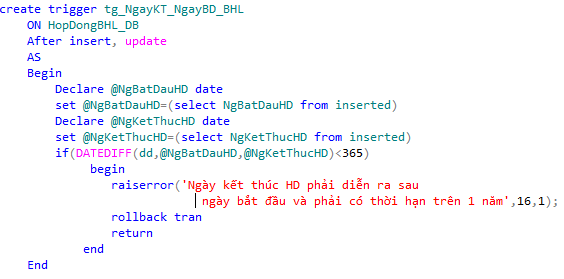 create trigger tg_NgayKT_NgayBD_BHL
ON HopDongBHL_DB
After insert, update
AS
Begin
Declare @NgBatDauHD date
set @NgBatDauHD=(select NgBatDauHD from inserted)
Declare @NgKetThucHD date
set @NgKetThucHD=(select NgKetThucHD from inserted)
if(DATEDIFF(dd,@NgBatDauHD,@NgKetThucHD)<365)
begin
raiserror('Ngày kết thúc HD phải diễn ra sau
ngày bắt đầu và phải có thời hạn trên 1 năm',16,1);
rollback tran
return
end
End